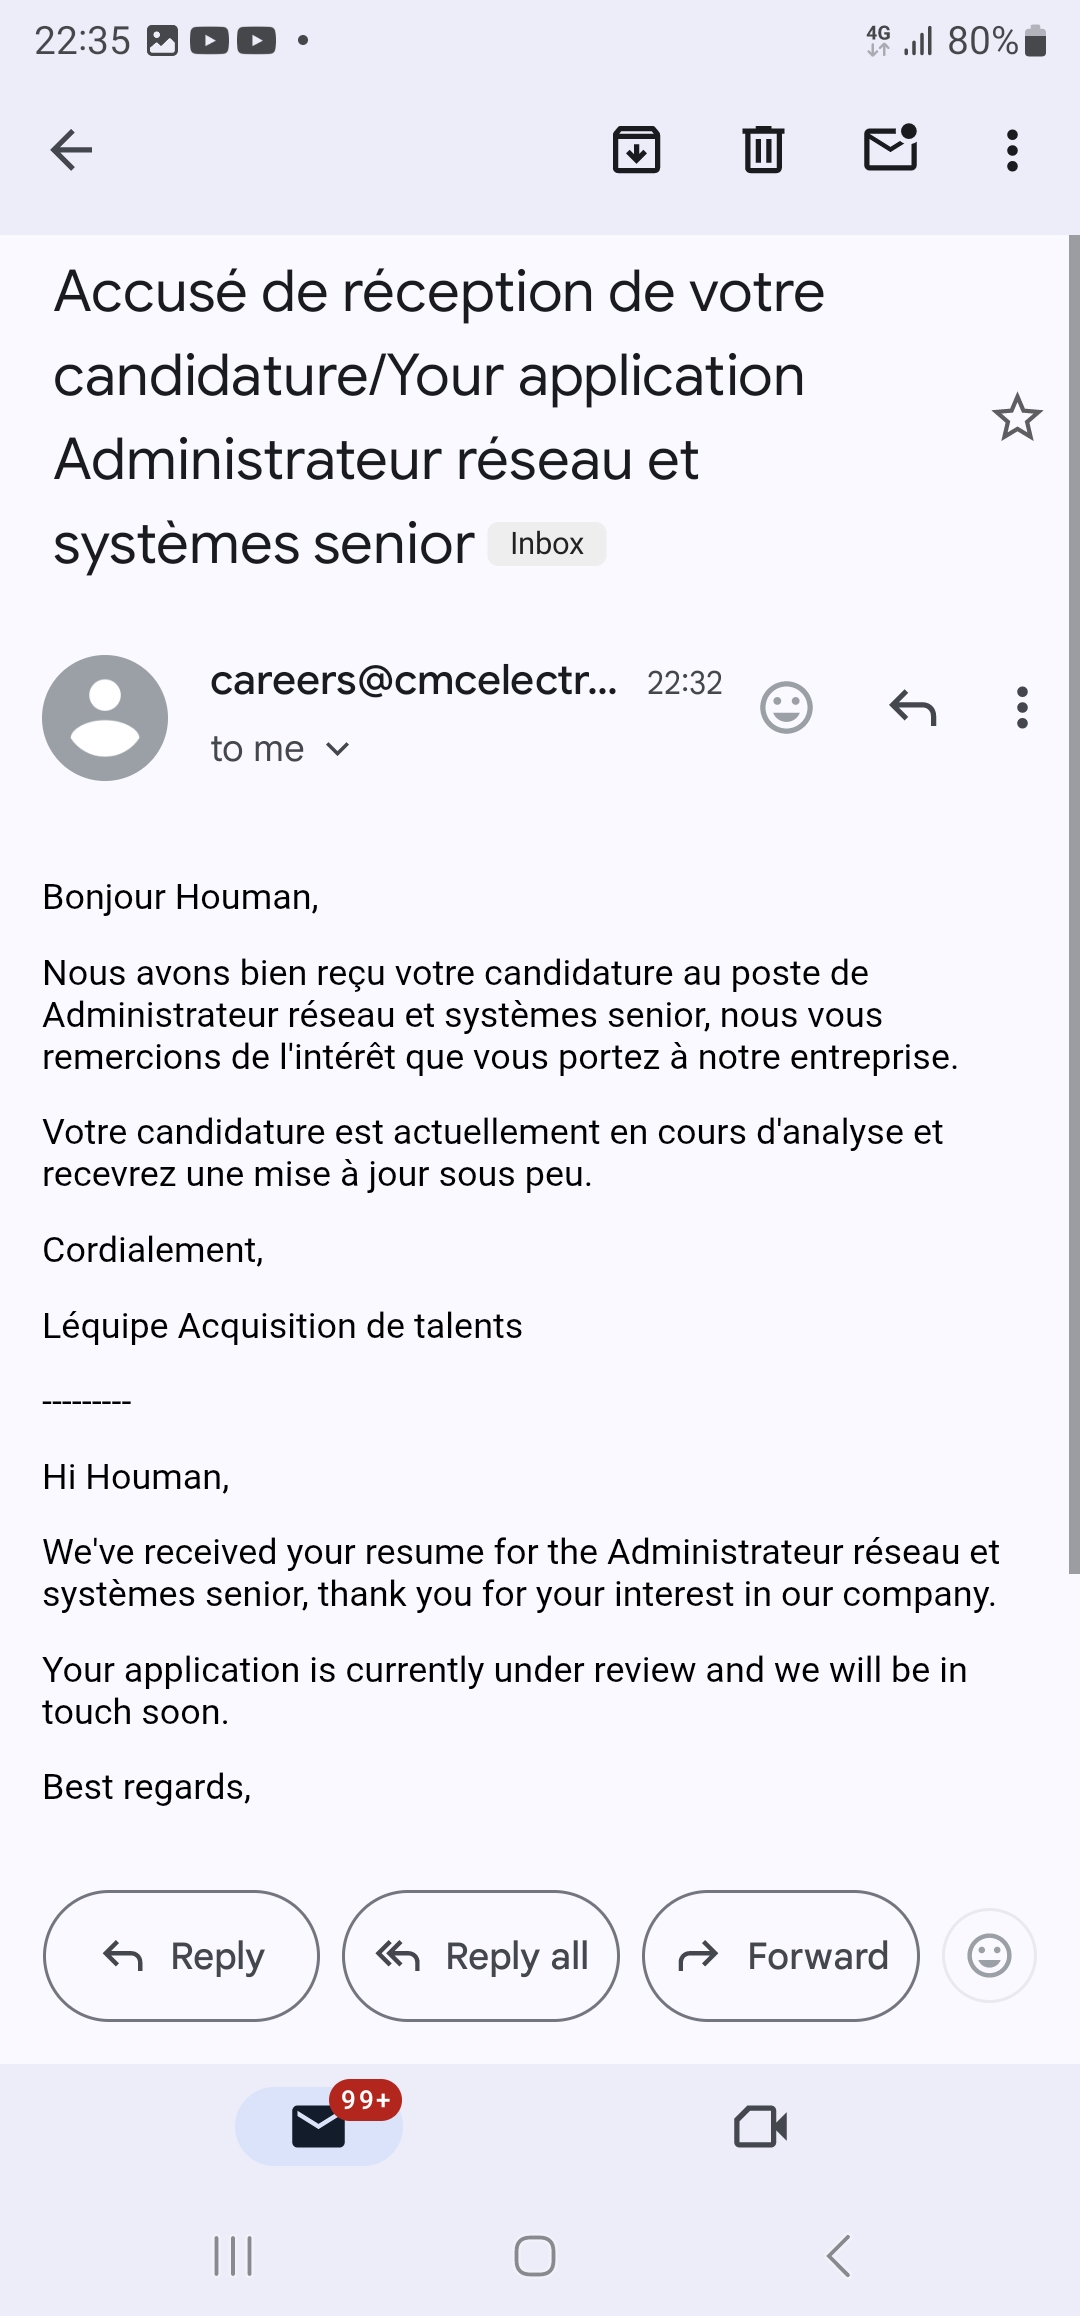 22:35
4G
80%
Accusé de réception de votre
candidature/Your application
Administrateur réseau et
systèmes senior Inbox
careers@cmcelectr... 22:32
to me
Bonjour Houman,
Nous avons bien reçu votre candidature au poste de
Administrateur réseau et systèmes senior, nous vous
remercions de l'intérêt que vous portez à notre entreprise.
Votre candidature est actuellement en cours d'analyse et
recevrez une mise à jour sous peu.
Cordialement,
Léquipe Acquisition de talents
---------
Hi Houman,
We've received your resume for the Administrateur réseau et
systèmes senior, thank you for your interest in our company.
Your application is currently under review and we will be in
touch soon.
Best regards,
Reply
Reply all
Forward
99+